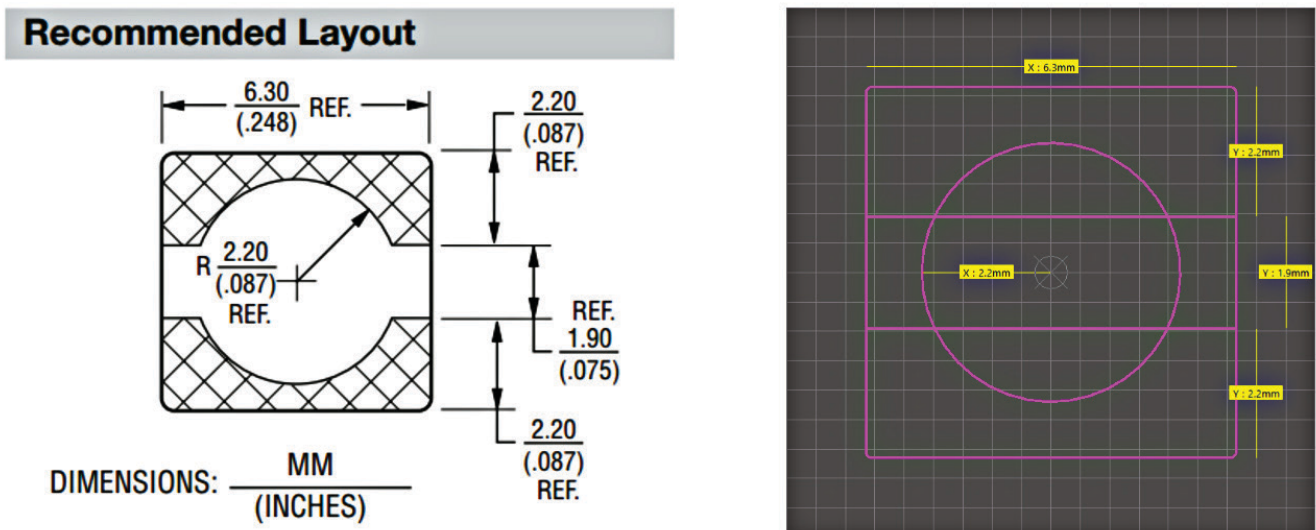 Recommended Layout
6.30
(.248)
REF.
2.20
(.087)
REF.
R 2.20
(.087)
REF.
REF.
1.90
(.075)
2.20
(.087)
REF.
DIMENSIONS: MM
(INCHES)
X : 6.3mm
Y : 2.2mm
X : 2.2mm
Y : 1.9mm
Y : 2.2mm